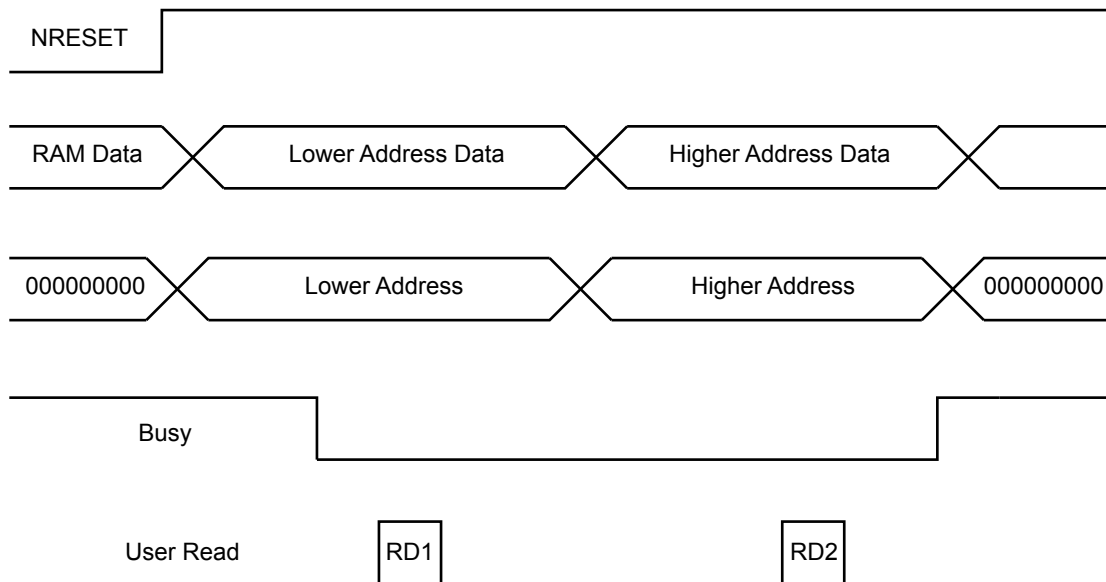 NRESET
RAM Data Lower Address Data Higher Address Data
000000000 Lower Address Higher Address 000000000
Busy
User Read RD1 RD2